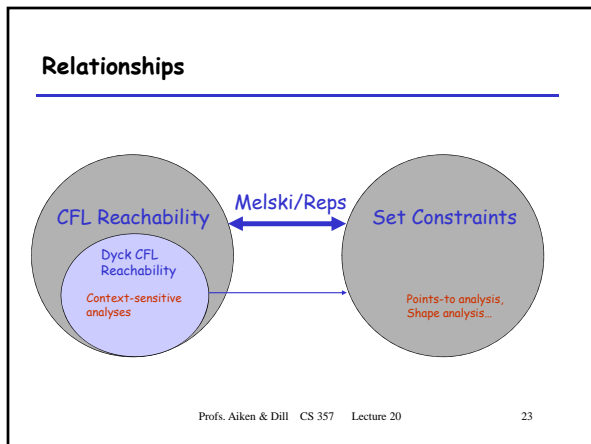 Relationships
Melski/Reps
CFL Reachability
Set Constraints
Dyck CFL
Reachability
Context-sensitive
analyses
Points-to analysis,
Shape analysis...
Profs. Aiken & Dill CS 357 Lecture 20
23